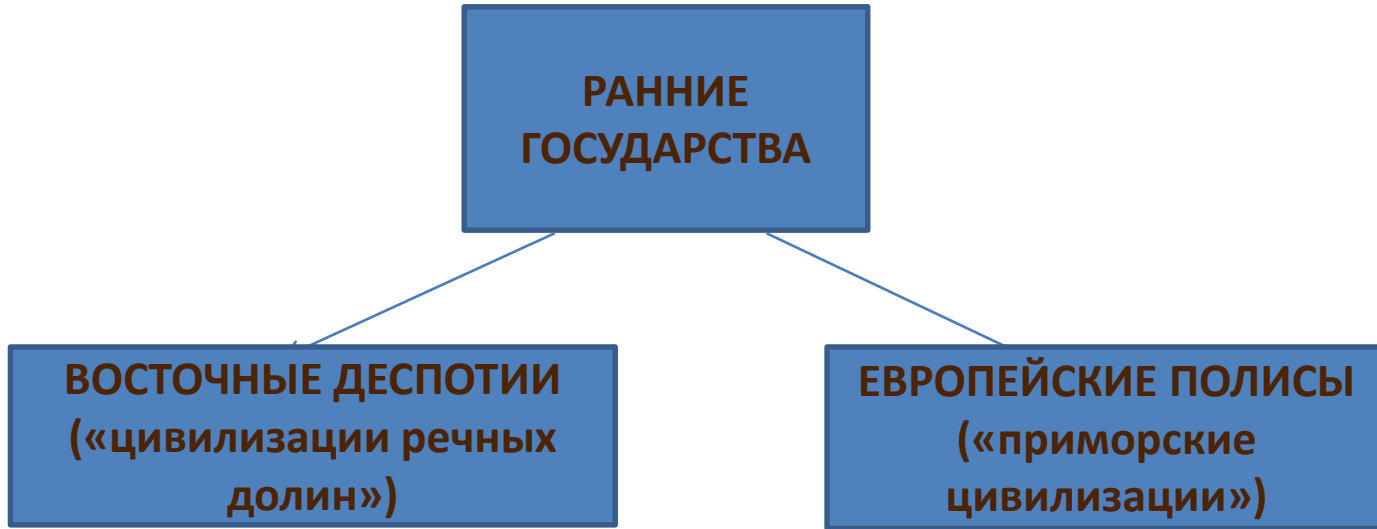 РАННИЕ
ГОСУДАРСТВА
ВОСТОЧНЫЕ ДЕСПОТИИ
(«цивилизации речных
долин»)
ЕВРОПЕЙСКИЕ ПОЛИСЫ
(«приморские
цивилизации»)